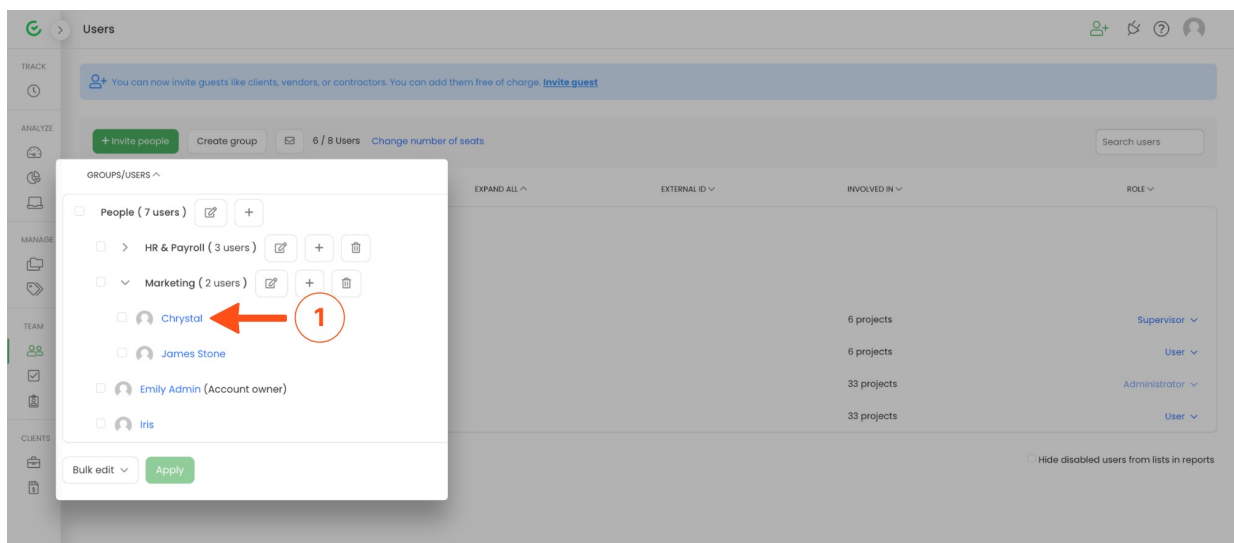 Users
TRACK
You can now invite guests like clients, vendors, or contractors. You can add them free of charge. Invite guest
ANALYZE
+ Invite people Create group 6 / 8 Users Change number of seats Search users
GROUPS/USERS EXPAND ALL EXTERNAL ID INVOLVED IN ROLE
People ( 7 users ) +
MANAGE
HR & Payroll ( 3 users ) +
Marketing ( 2 users ) +
TEAM
Chrystal 1 6 projects Supervisor
James Stone 6 projects User
Emily Admin (Account owner) 33 projects Administrator
Iris 33 projects User
CLIENTS
Bulk edit Apply Hide disabled users from lists in reports